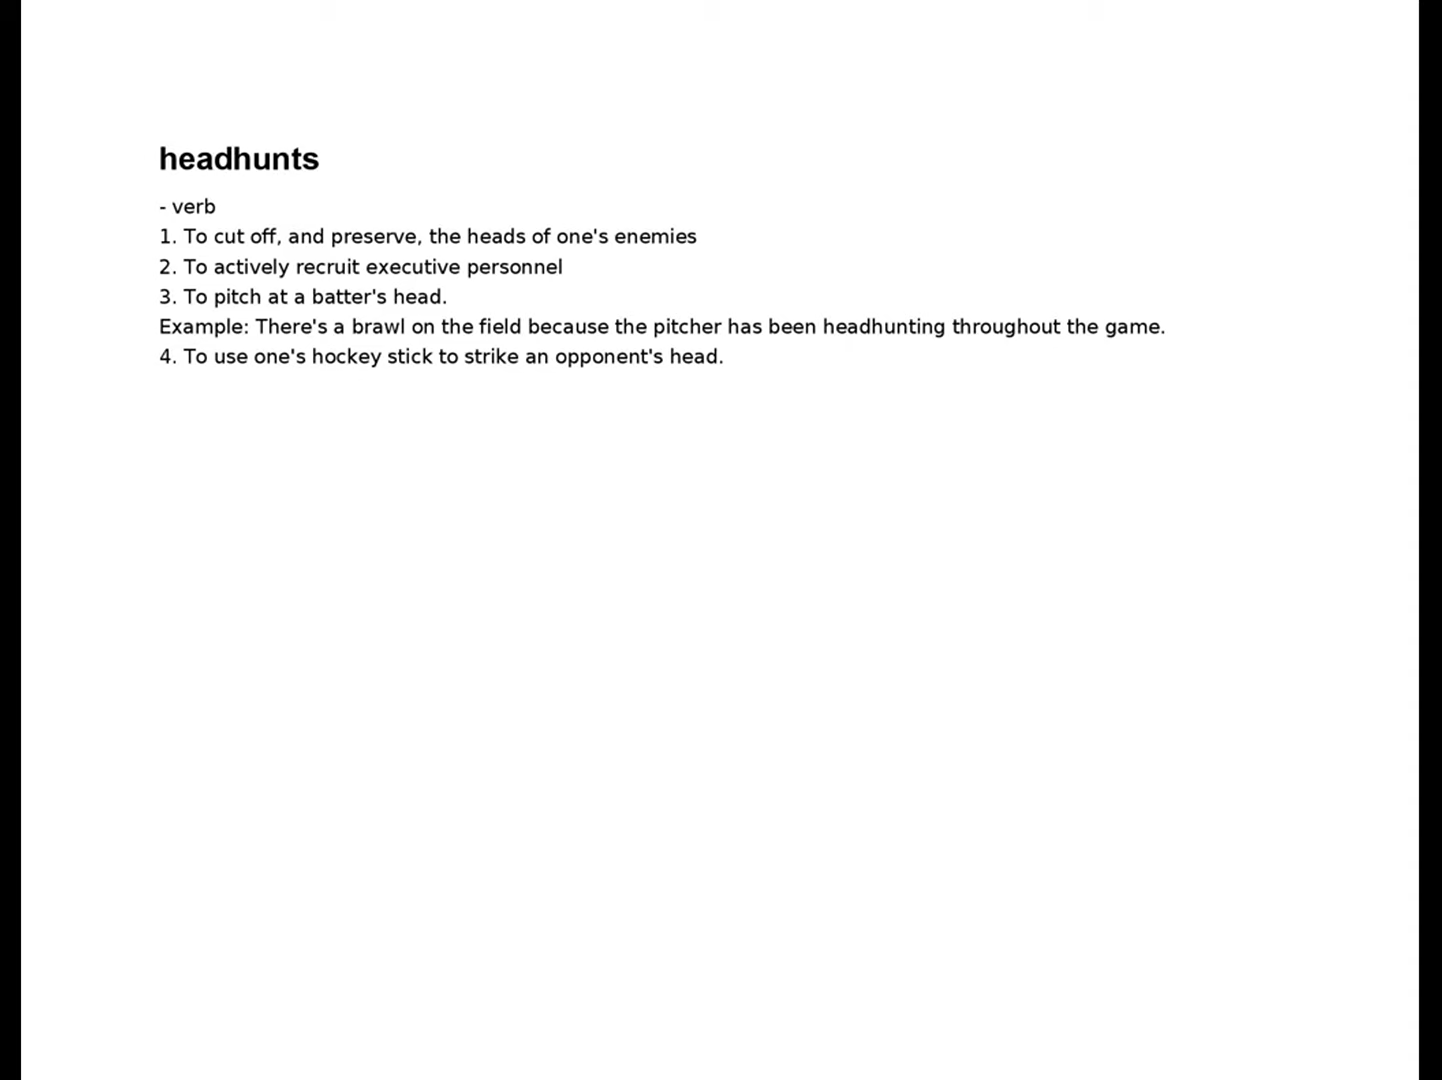 headhunts
- verb
1. To cut off, and preserve, the heads of one's enemies
2. To actively recruit executive personnel
3. To pitch at a batter's head.
Example: There's a brawl on the field because the pitcher has been headhunting throughout the game.
4. To use one's hockey stick to strike an opponent's head.